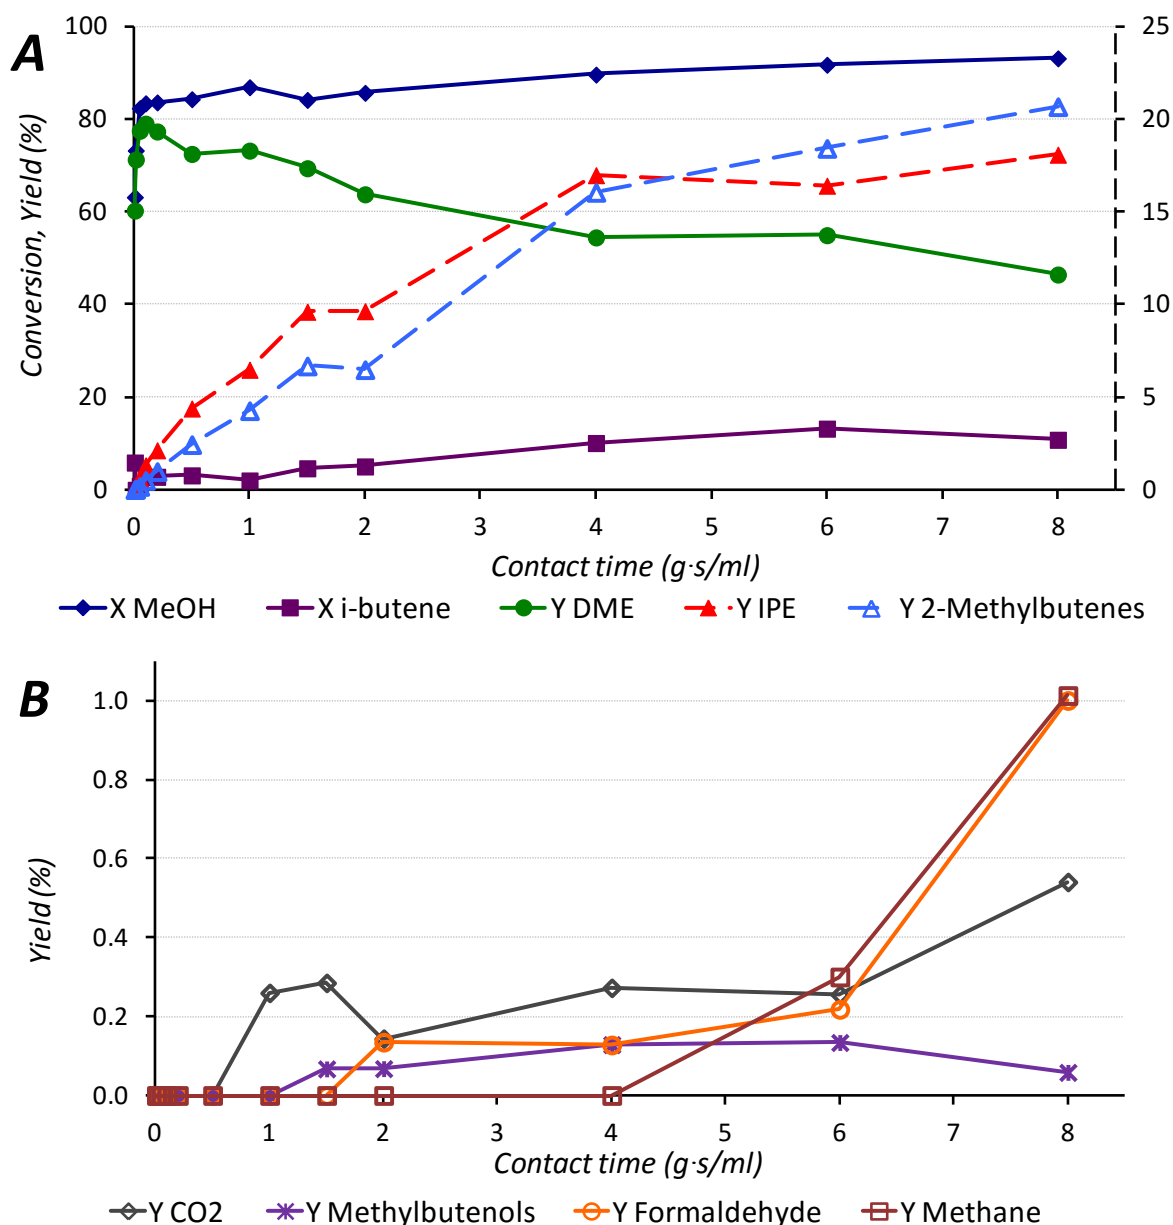 A
Conversion, Yield (%)
100
80
60
40
20
0
25
20
15
10
5
0
0 1 2 3 4 5 6 7 8
Contact time (g·s/ml)
X MeOH X i-butene Y DME Y IPE Y 2-Methylbutenes
B
Yield (%)
1.0
0.8
0.6
0.4
0.2
0.0
0 1 2 3 4 5 6 7 8
Contact time (g·s/ml)
Y CO2 Y Methylbutenols Y Formaldehyde Y Methane